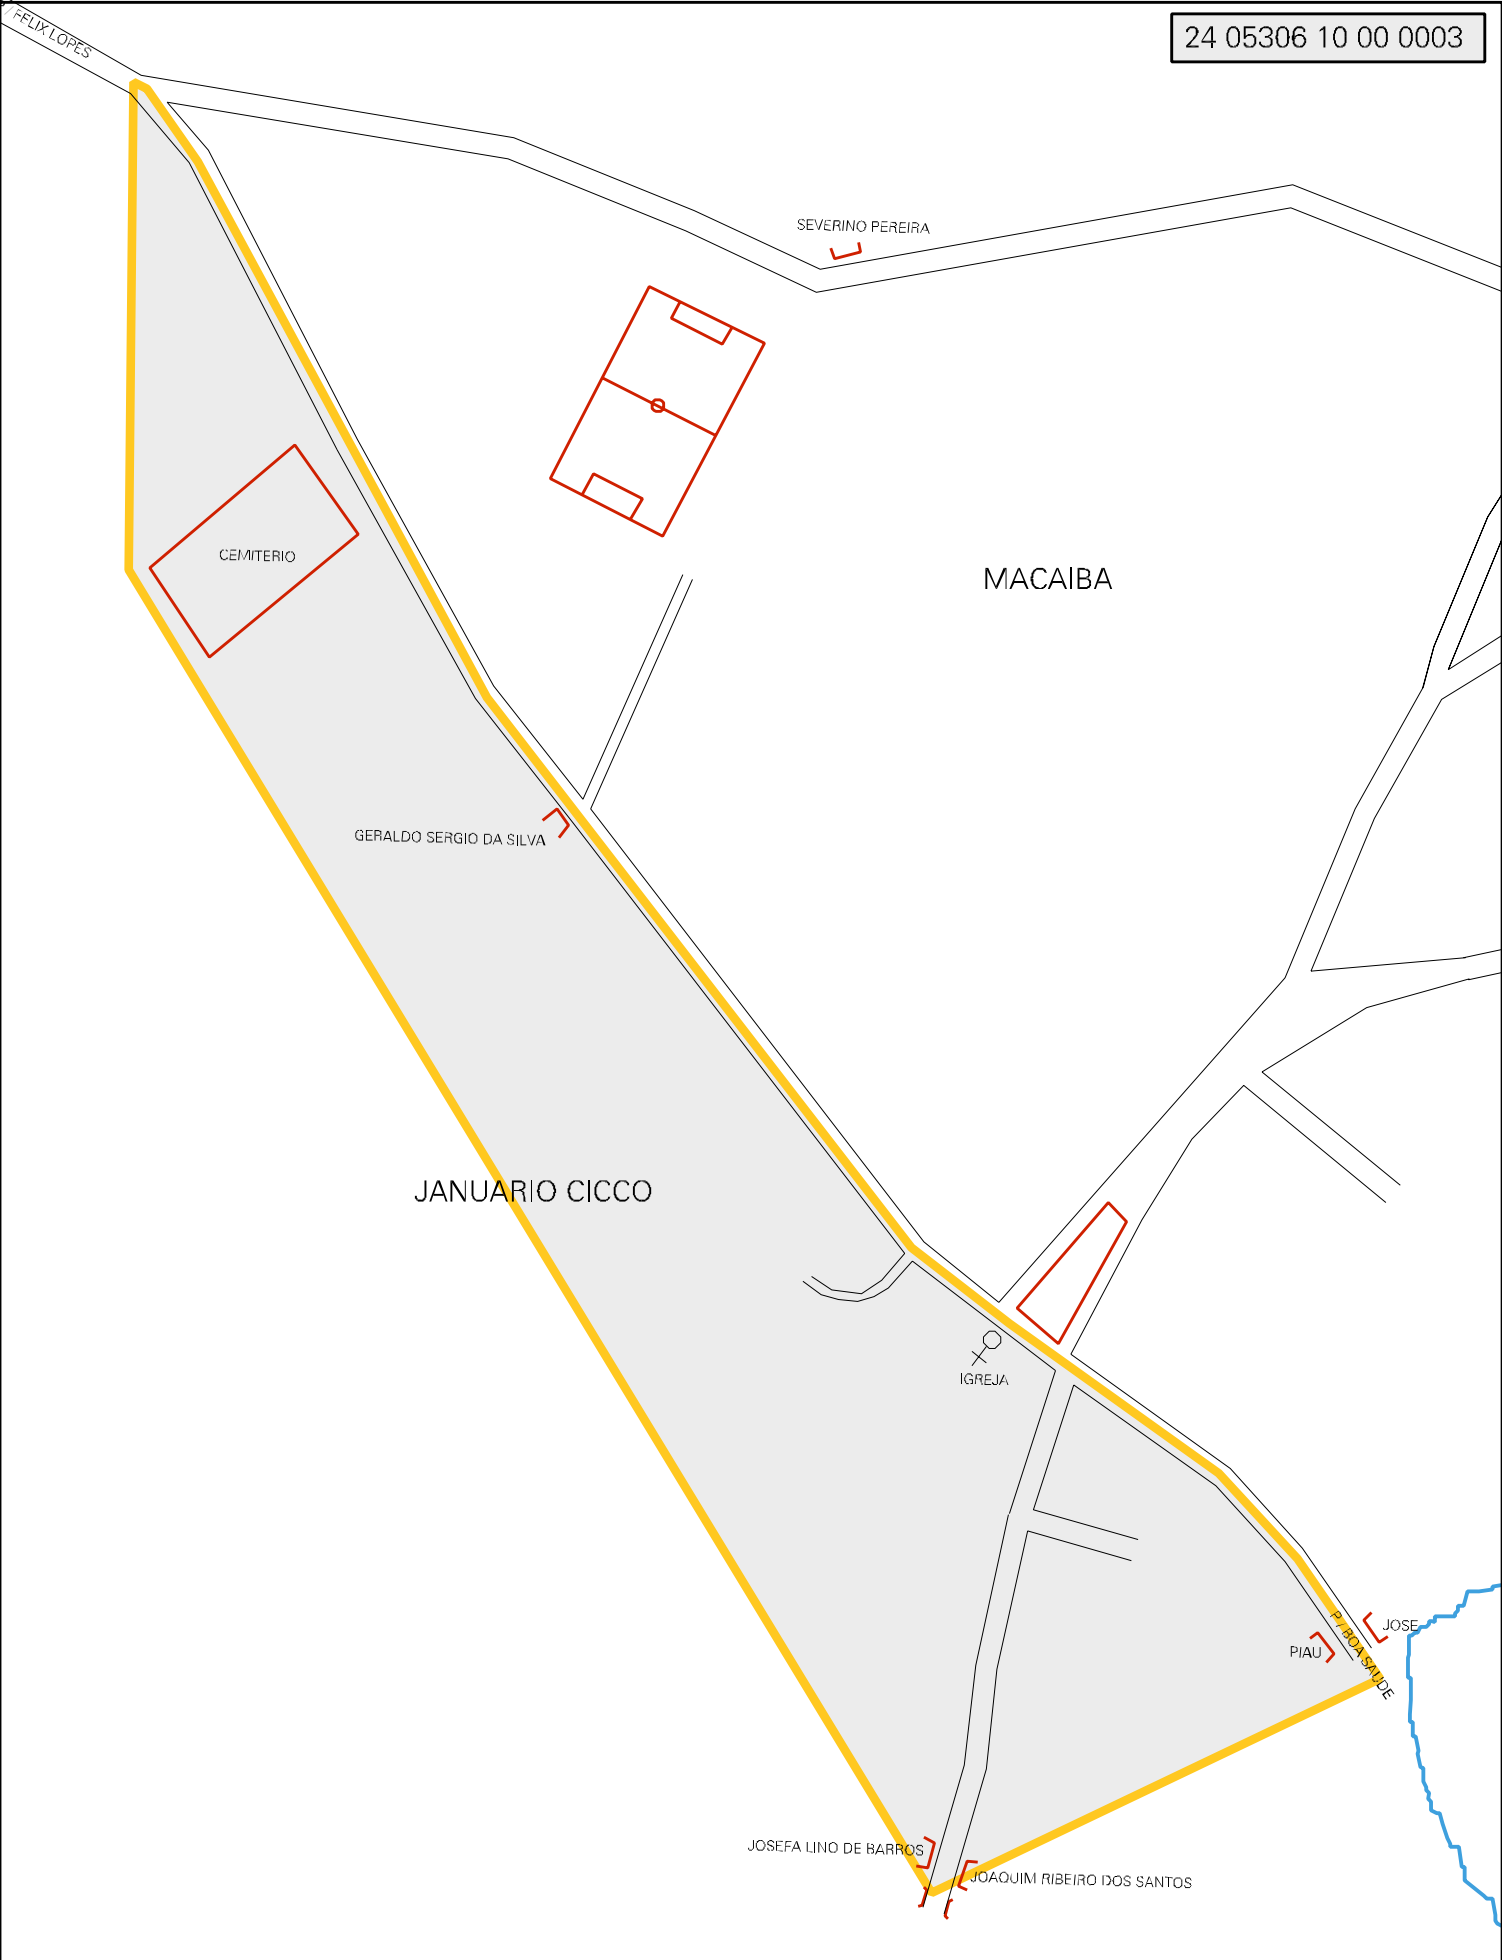 / FELIX LOPES
24 05306 10 00 0003
SEVERINO PEREIRA
CEMITERIO
MACAIBA
GERALDO SERGIO DA SILVA
JANUARIO CICCO
IGREJA
JOSE
PIAU
P / BOA SAUDE
JOSEFA LINO DE BARROS
JOAQUIM RIBEIRO DOS SANTOS